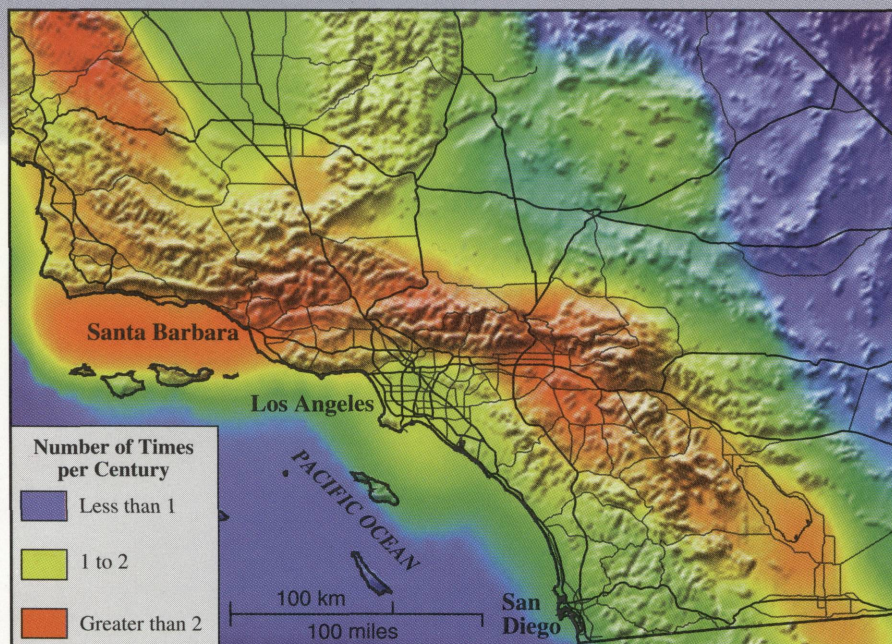 Santa Barbara
Los Angeles
PACIFIC OCEAN
San
Diego
Number of Times
per Century
Less than 1
1 to 2
Greater than 2
100 km
100 miles